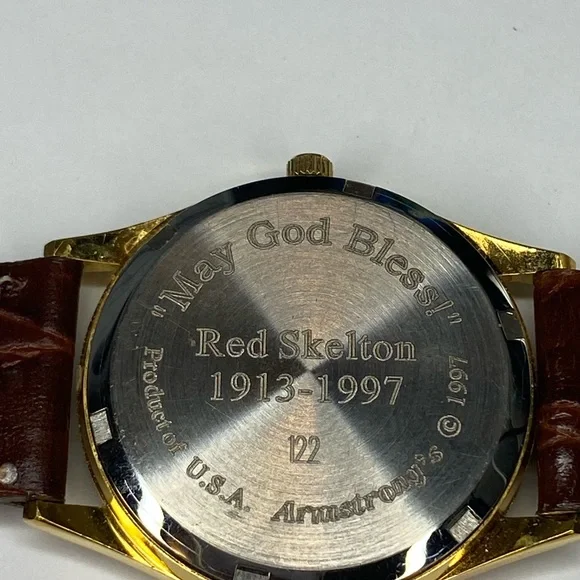 "May God Bless!"
Red Skelton
1913-1997
122
Product of U.S.A. Armstrong's © 1997